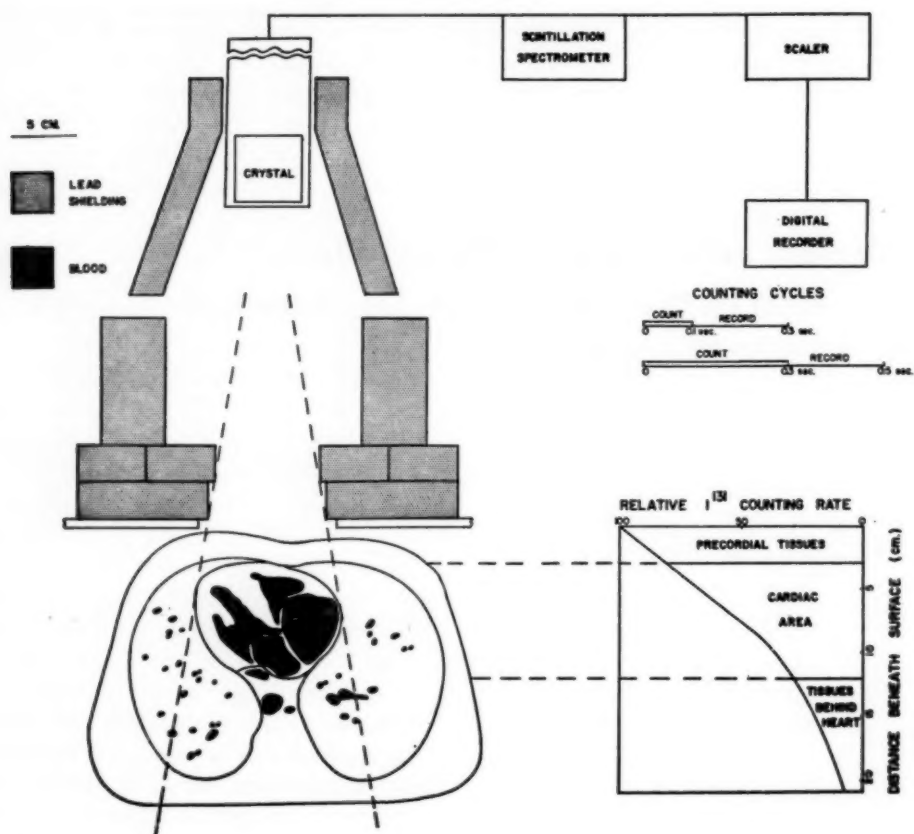 SCINTILLATION
SPECTROMETER
SCALER
5 CM.
CRYSTAL
LEAD
SHIELDING
BLOOD
DIGITAL
RECORDER
COUNTING CYCLES
COUNT
RECORD
0 0.1 sec. 0.3 sec.
COUNT
RECORD
0 0.3 sec. 0.5 sec.
RELATIVE I¹³¹ COUNTING RATE
100 50 0
PRECORDIAL TISSUES
CARDIAC
AREA
TISSUES
BEHIND
HEART
5
10
15
20
DISTANCE BENEATH SURFACE (cm.)